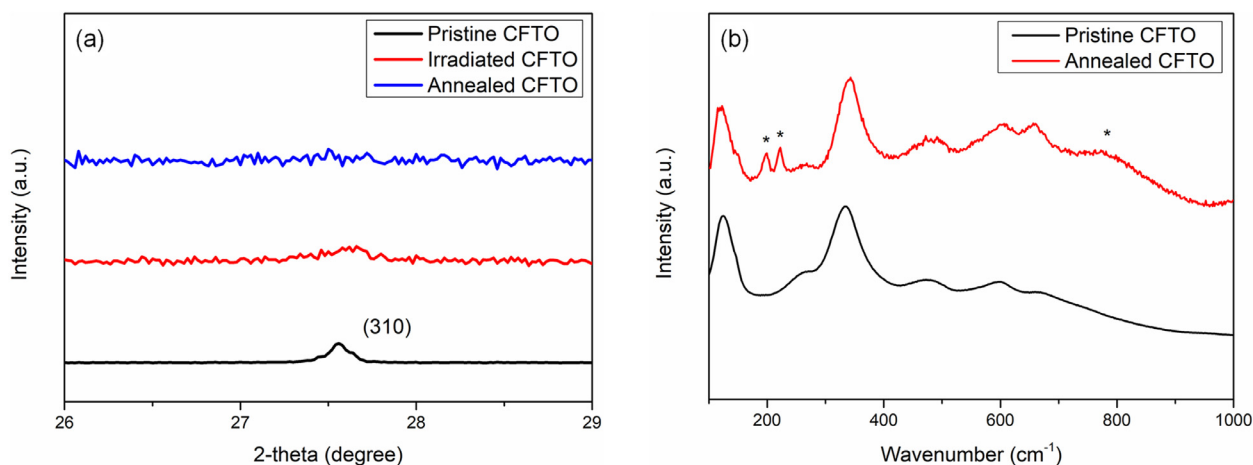 (a)
Pristine CFTO
Irradiated CFTO
Annealed CFTO
(310)
Intensity (a.u.)
26 27 28 29
2-theta (degree)
(b)
Pristine CFTO
Annealed CFTO
* * *
Intensity (a.u.)
200 400 600 800 1000
Wavenumber (cm⁻¹)